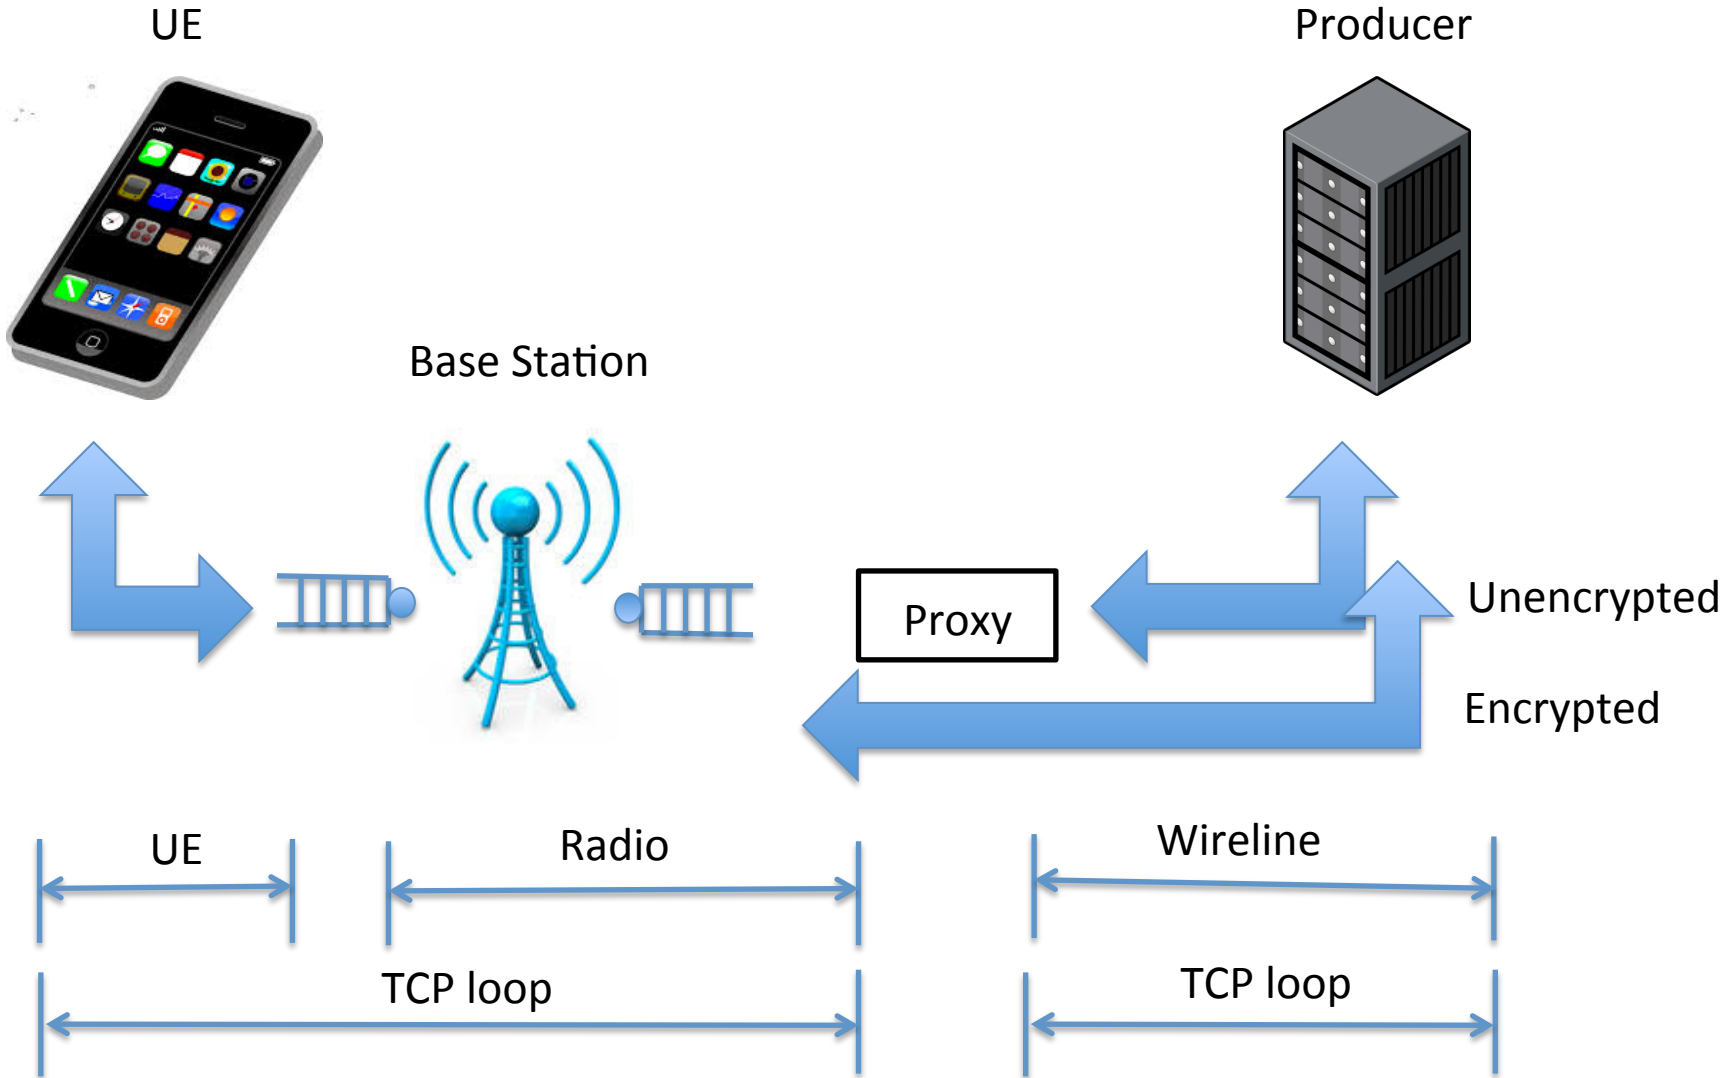 UE
Producer
Base Station
Proxy
Unencrypted
Encrypted
UE
Radio
Wireline
TCP loop
TCP loop